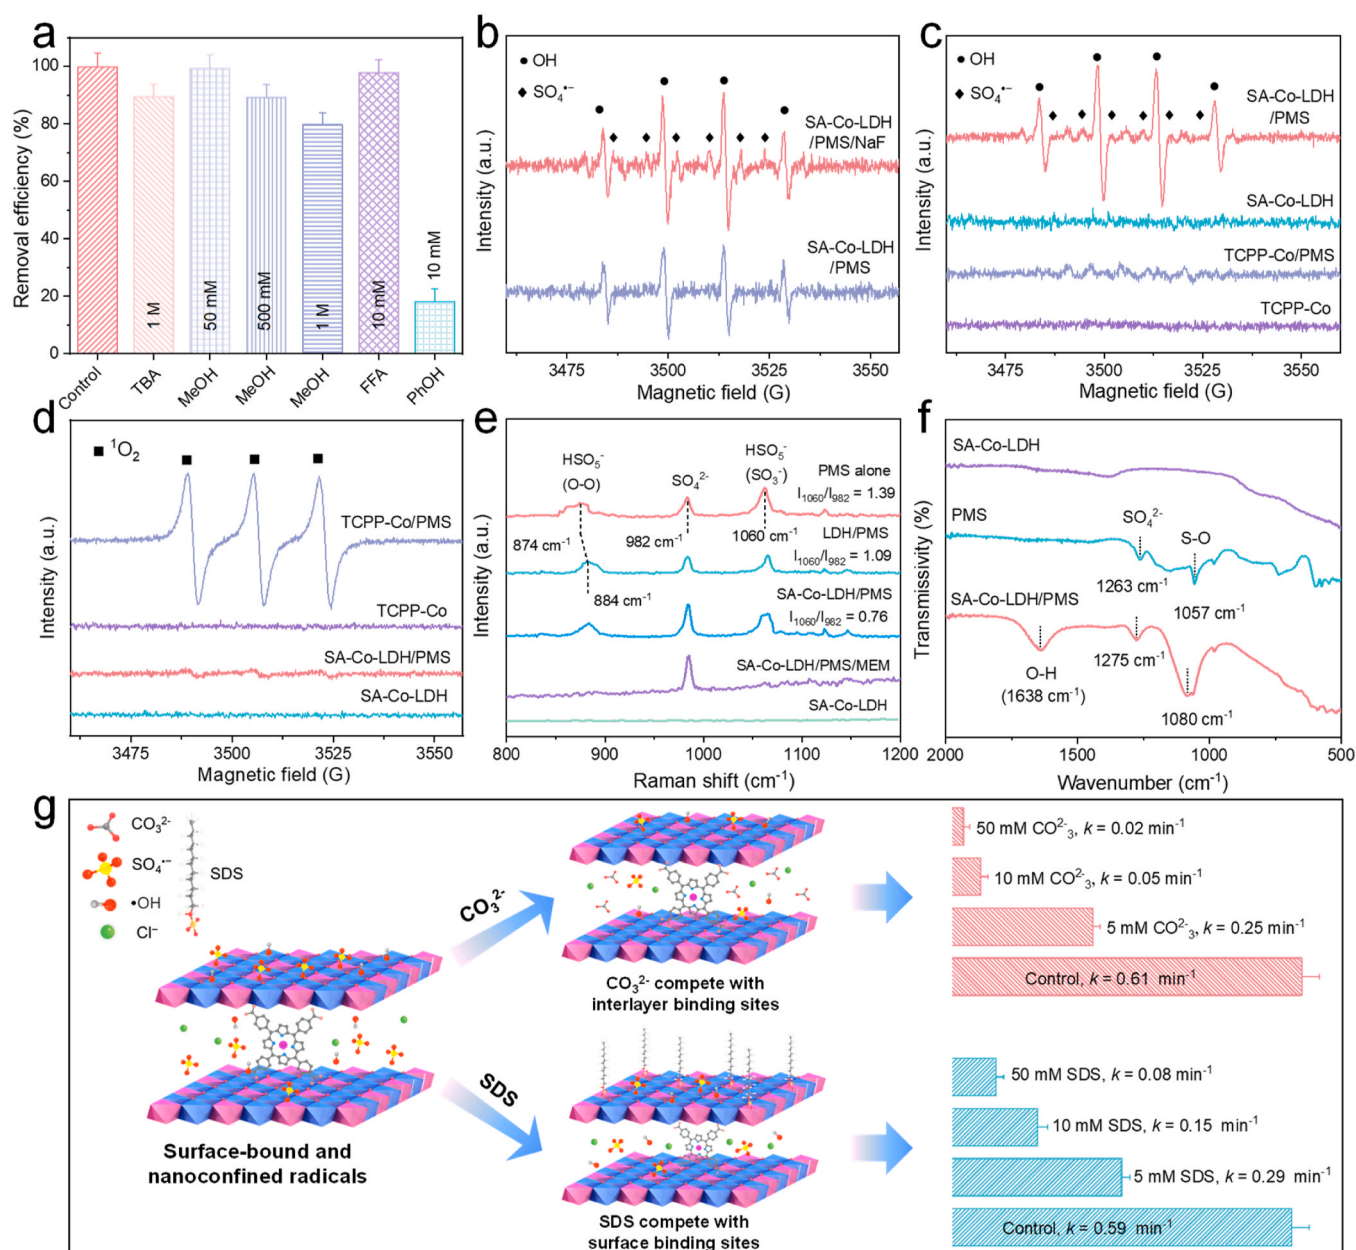 a
Removal efficiency (%)
100
80
60
40
20
0
1 M
50 mM
500 mM
1 M
10 mM
10 mM
Control
TBA
MeOH
MeOH
MeOH
FFA
PhOH
b
OH
SO₄•−
SA-Co-LDH
/PMS/NaF
SA-Co-LDH
/PMS
Intensity (a.u.)
3475 3500 3525 3550
Magnetic field (G)
c
OH
SO₄•−
SA-Co-LDH
/PMS
SA-Co-LDH
TCPP-Co/PMS
TCPP-Co
Intensity (a.u.)
3475 3500 3525 3550
Magnetic field (G)
d
¹O₂
TCPP-Co/PMS
TCPP-Co
SA-Co-LDH/PMS
SA-Co-LDH
Intensity (a.u.)
3475 3500 3525 3550
Magnetic field (G)
e
HSO₅⁻
(O-O)
SO₄²⁻
HSO₅⁻
(SO₃⁻)
PMS alone
I₁₀₆₀/I₉₈₂ = 1.39
874 cm⁻¹
982 cm⁻¹
1060 cm⁻¹
LDH/PMS
I₁₀₆₀/I₉₈₂ = 1.09
884 cm⁻¹
SA-Co-LDH/PMS
I₁₀₆₀/I₉₈₂ = 0.76
SA-Co-LDH/PMS/MEM
SA-Co-LDH
Intensity (a.u.)
800 900 1000 1100 1200
Raman shift (cm⁻¹)
f
SA-Co-LDH
PMS
SO₄²⁻
S-O
1263 cm⁻¹
1057 cm⁻¹
SA-Co-LDH/PMS
O-H
(1638 cm⁻¹)
1275 cm⁻¹
1080 cm⁻¹
Transmissivity (%)
2000 1500 1000 500
Wavenumber (cm⁻¹)
g
CO₃²⁻
SO₄•−
•OH
Cl⁻
SDS
Surface-bound and
nanoconfined radicals
CO₃²⁻
SDS
CO₃²⁻ compete with
interlayer binding sites
SDS compete with
surface binding sites
50 mM CO²⁻₃, k = 0.02 min⁻¹
10 mM CO²⁻₃, k = 0.05 min⁻¹
5 mM CO²⁻₃, k = 0.25 min⁻¹
Control, k = 0.61 min⁻¹
50 mM SDS, k = 0.08 min⁻¹
10 mM SDS, k = 0.15 min⁻¹
5 mM SDS, k = 0.29 min⁻¹
Control, k = 0.59 min⁻¹